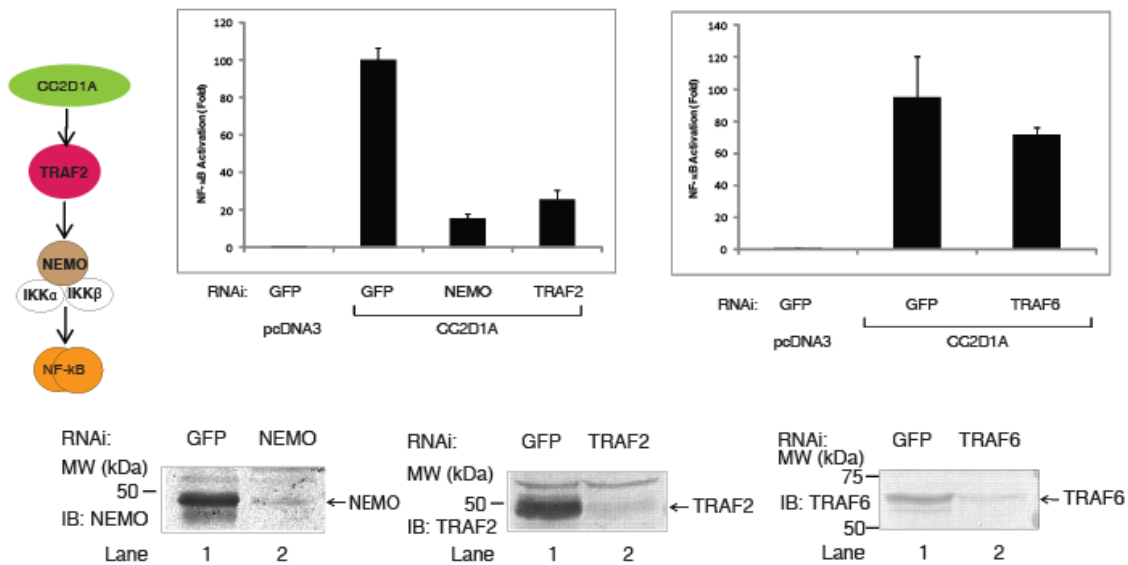 CC2D1A
TRAF2
NEMO
IKKα IKKβ
NF-kB
NF-κB Activation (Fold)
120
100
80
60
40
20
0
RNAi: GFP GFP NEMO TRAF2
pcDNA3 CC2D1A
NF-κB Activation (Fold)
140
120
100
80
60
40
20
0
RNAi: GFP GFP TRAF6
pcDNA3 CC2D1A
RNAi: GFP NEMO
MW (kDa)
50
NEMO
IB: NEMO
Lane 1 2
RNAi: GFP TRAF2
MW (kDa)
50
TRAF2
IB: TRAF2
Lane 1 2
RNAi: GFP TRAF6
MW (kDa)
75
IB: TRAF6
TRAF6
50
Lane 1 2